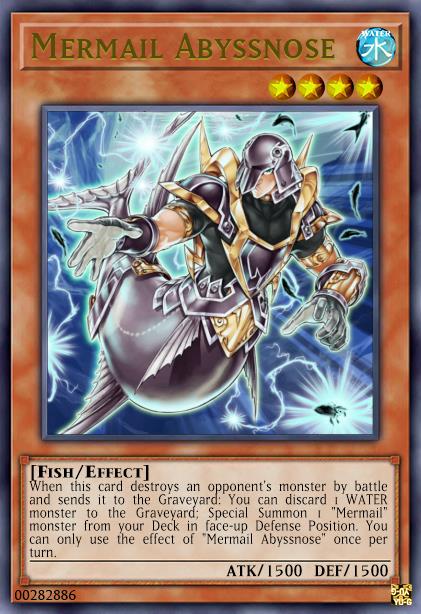 Mermail Abyssnose
WATER
水
[Fish/Effect]
When this card destroys an opponent's monster by battle
and sends it to the Graveyard: You can discard 1 WATER
monster to the Graveyard; Special Summon 1 "Mermail"
monster from your Deck in face-up Defense Position. You
can only use the effect of "Mermail Abyssnose" once per
turn.
ATK/1500 DEF/1500
00282886